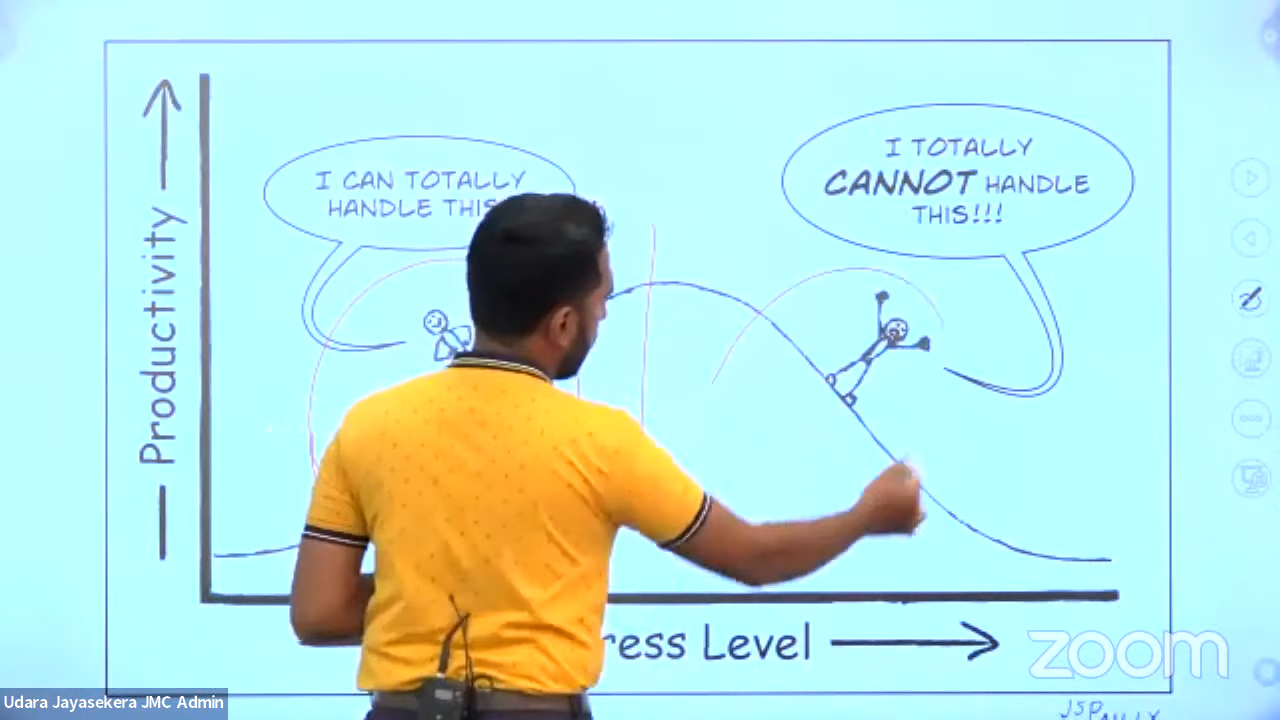 I CAN TOTALLY
HANDLE THIS
I TOTALLY
CANNOT HANDLE
THIS!!!
Productivity
ress Level
zoom
Udara Jayasekera JMC Admin